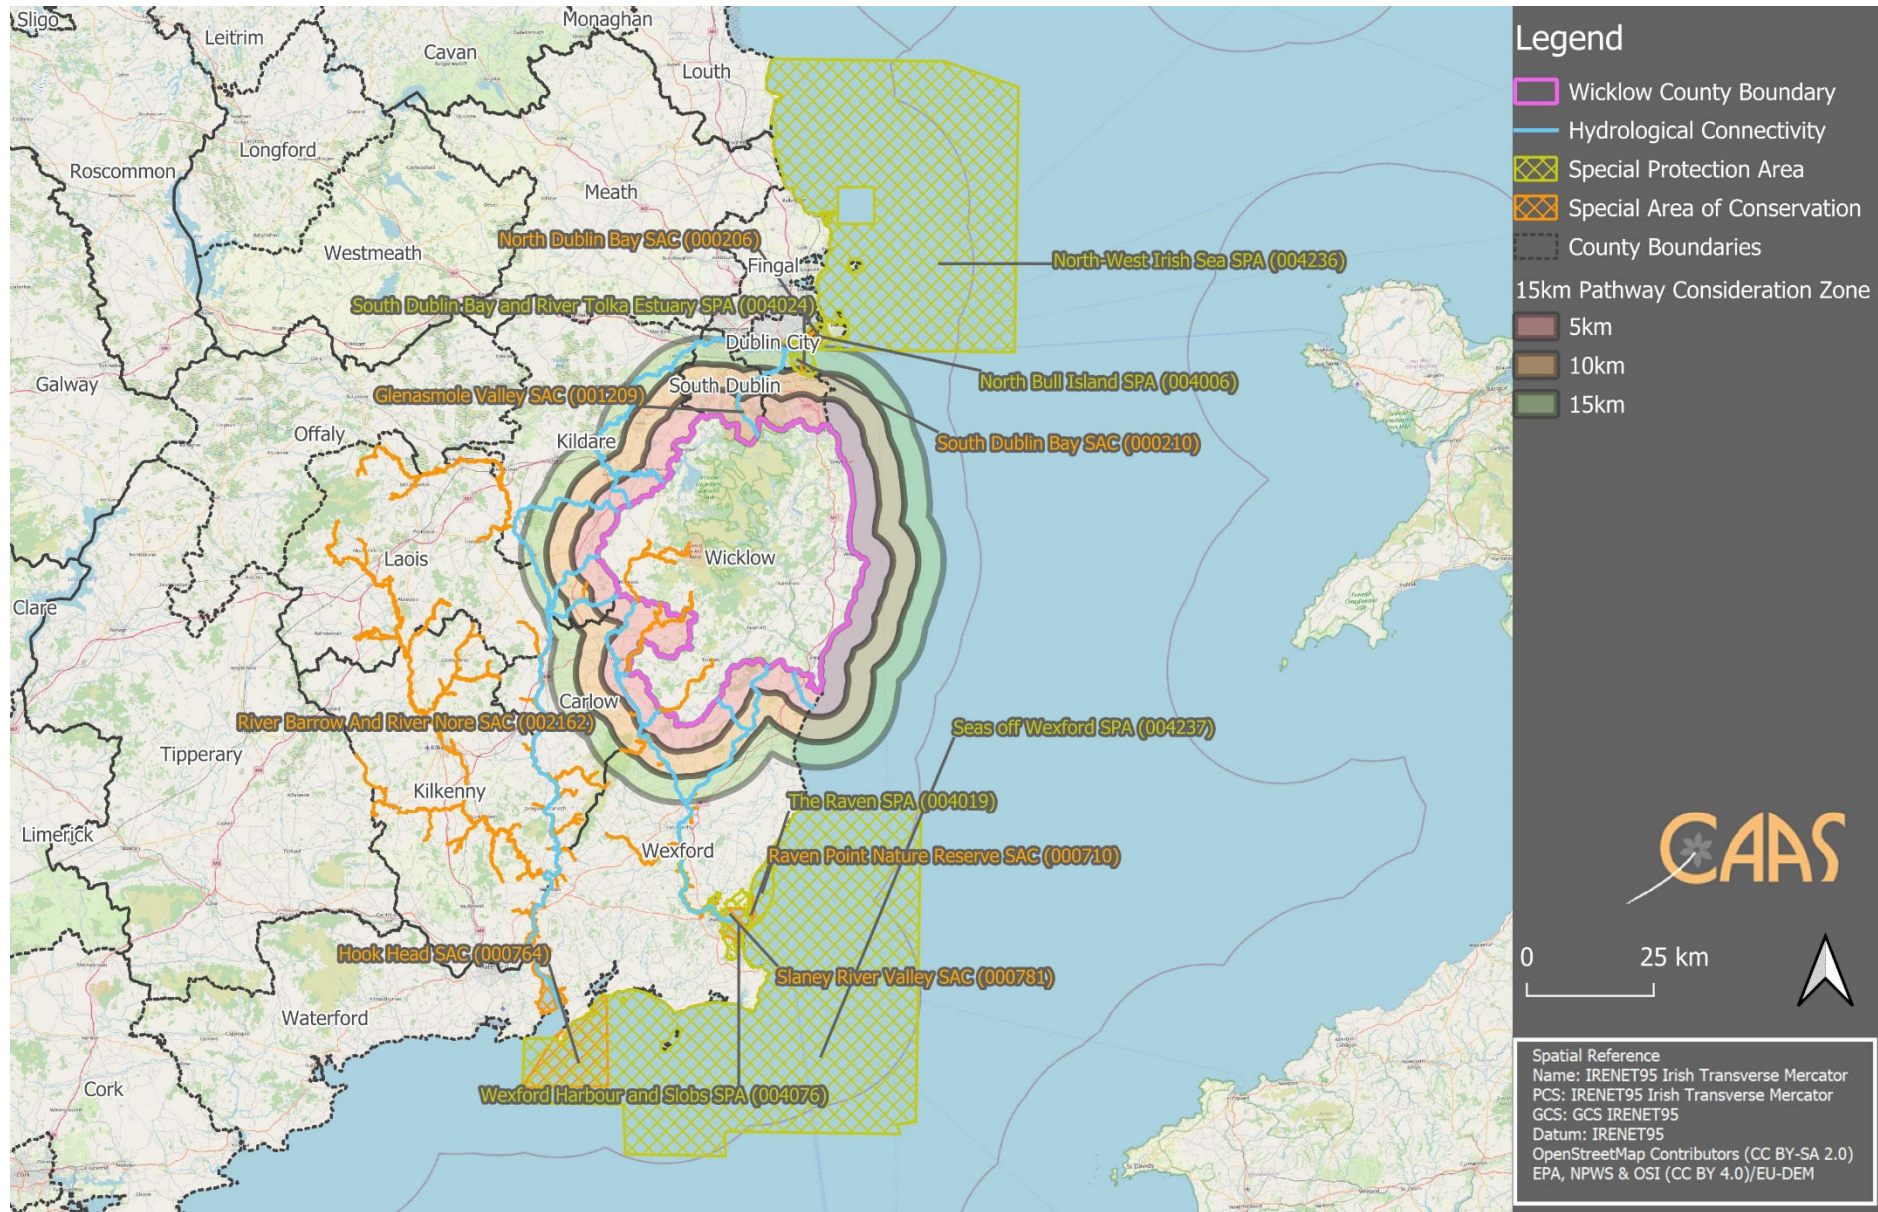 Sligo
Leitrim
Monaghan
Cavan
Louth
Longford
Roscommon
Meath
Westmeath
North Dublin Bay SAC (000206)
Fingal
North-West Irish Sea SPA (004236)
South Dublin Bay and River Tolka Estuary SPA (004024)
Dublin City
Galway
South Dublin
North Bull Island SPA (004006)
Glenasmole Valley SAC (001209)
Offaly
Kildare
South Dublin Bay SAC (000210)
Laois
Wicklow
Clare
Carlow
River Barrow And River Nore SAC (002162)
Seas off Wexford SPA (004237)
Tipperary
Kilkenny
The Raven SPA (004019)
Limerick
Wexford
Raven Point Nature Reserve SAC (000710)
Hook Head SAC (000764)
Slaney River Valley SAC (000781)
Waterford
Cork
Wexford Harbour and Slobs SPA (004076)
St Davids
Legend
Wicklow County Boundary
Hydrological Connectivity
Special Protection Area
Special Area of Conservation
County Boundaries
15km Pathway Consideration Zone
5km
10km
15km
CAAS
0 25 km
Spatial Reference
Name: IRENET95 Irish Transverse Mercator
PCS: IRENET95 Irish Transverse Mercator
GCS: GCS IRENET95
Datum: IRENET95
OpenStreetMap Contributors (CC BY-SA 2.0)
EPA, NPWS & OSI (CC BY 4.0)/EU-DEM